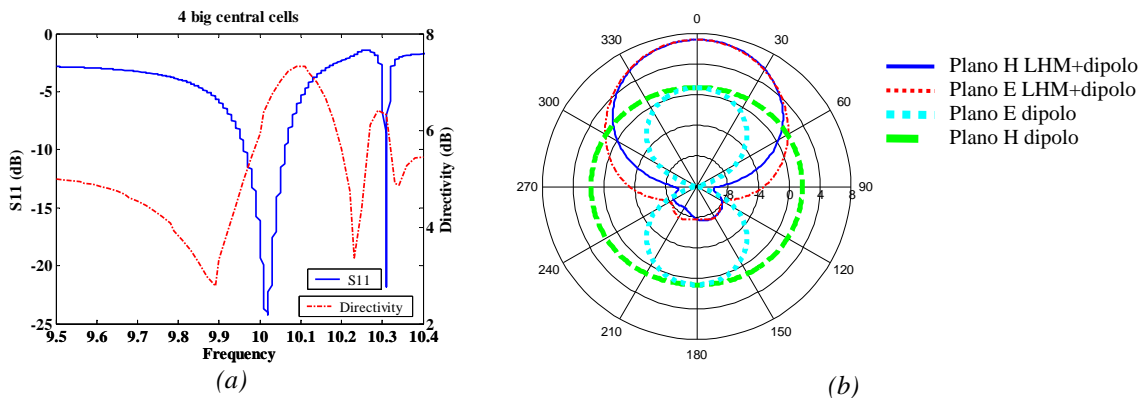 4 big central cells
0
-5
-10
-15
-20
-25
S11 (dB)
8
6
4
2
Directivity (dB)
9.5 9.6 9.7 9.8 9.9 10 10.1 10.2 10.3 10.4
Frequency
S11
Directivity
(a)
0
30
60
90
120
150
180
210
240
270
300
330
-8 -4 0 4 8
Plano H LHM+dipolo
Plano E LHM+dipolo
Plano E dipolo
Plano H dipolo
(b)